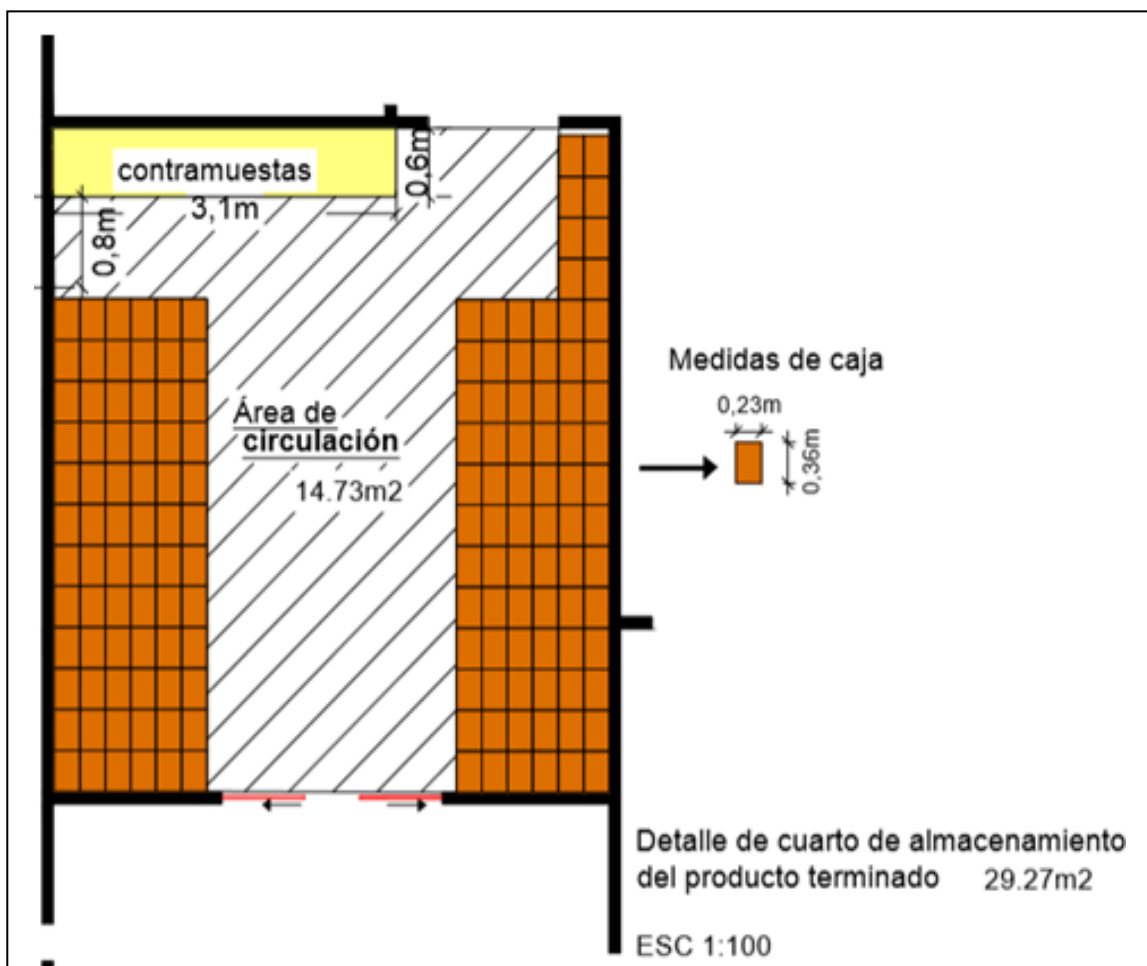 contramuestas
3,1m
0,6m
0,8m
Área de
circulación
14.73m2
Medidas de caja
0,23m
0,36m
Detalle de cuarto de almacenamiento
del producto terminado 29.27m2
ESC 1:100